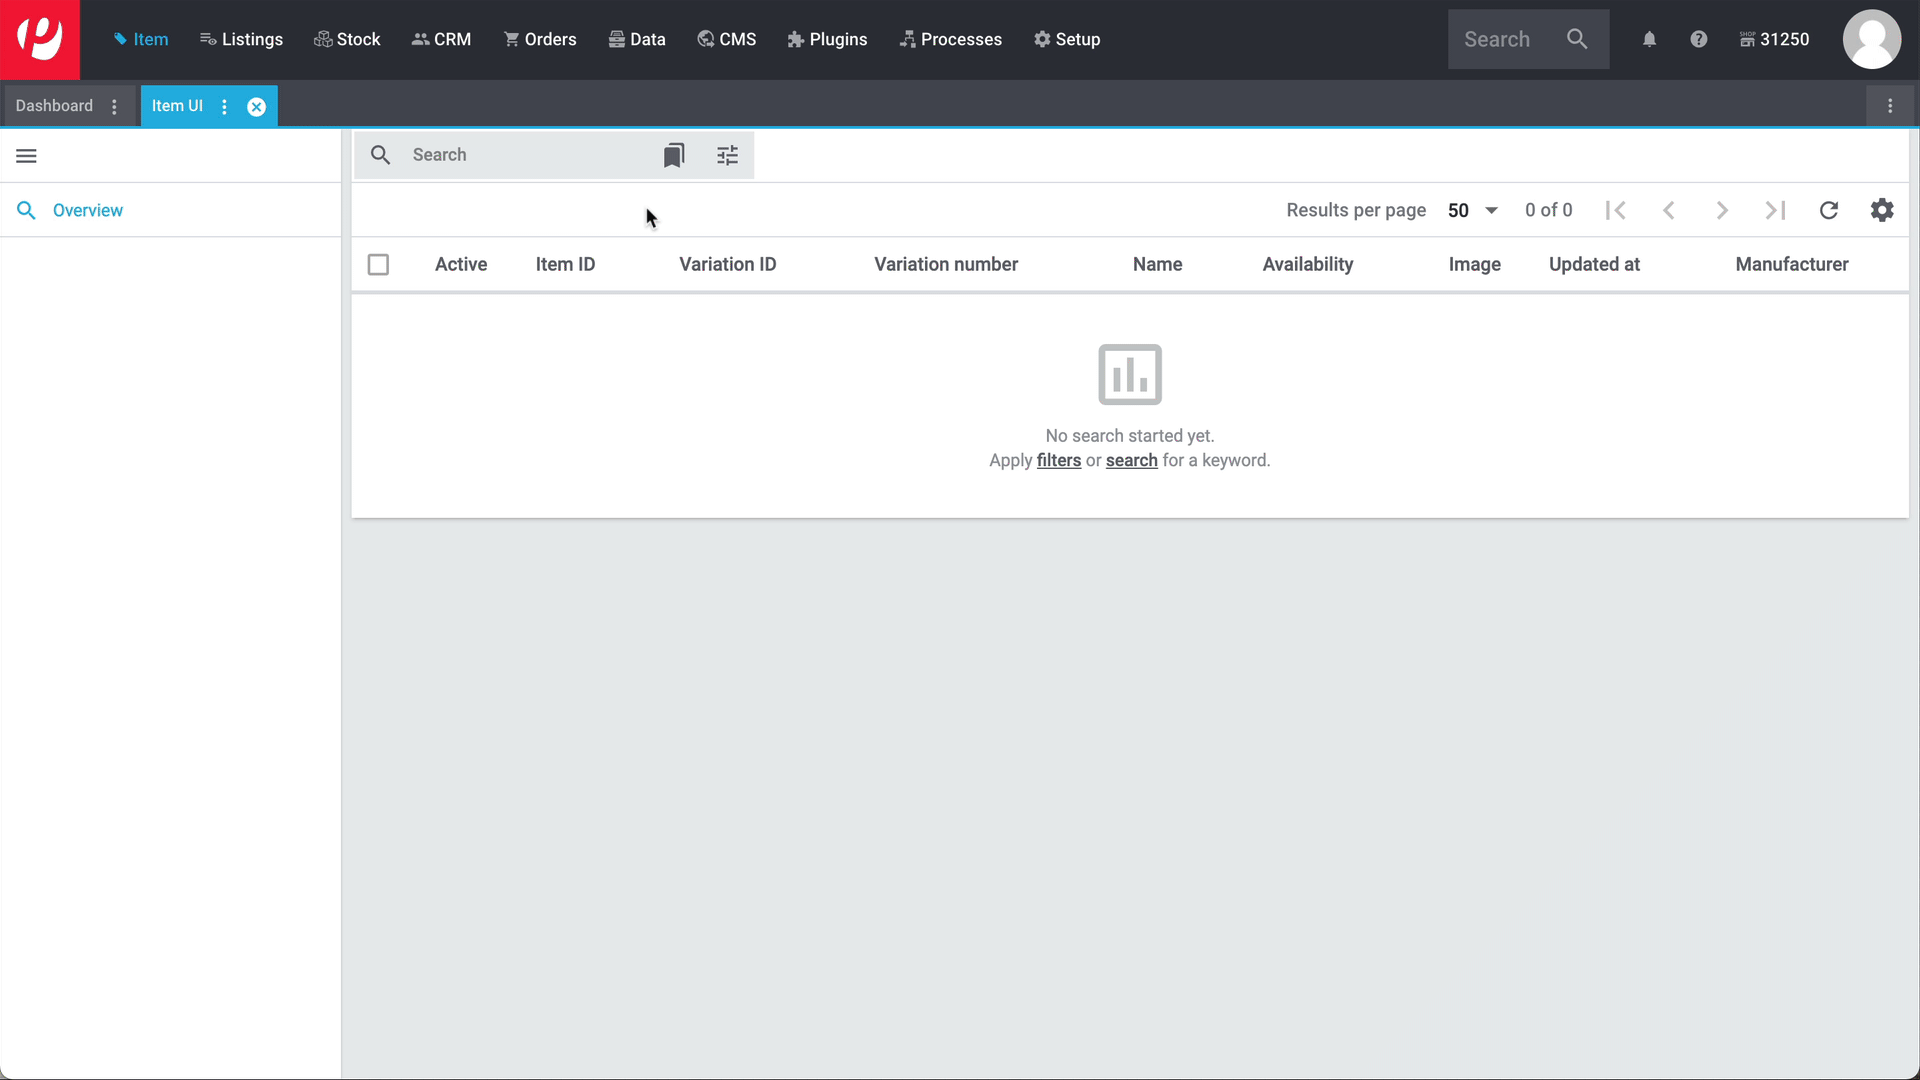 Item Listings Stock CRM Orders Data CMS Plugins Processes Setup Search SHOP 31250
Dashboard Item UI
Search
Overview
Results per page 50 0 of 0
Active Item ID Variation ID Variation number Name Availability Image Updated at Manufacturer
No search started yet.
Apply filters or search for a keyword.